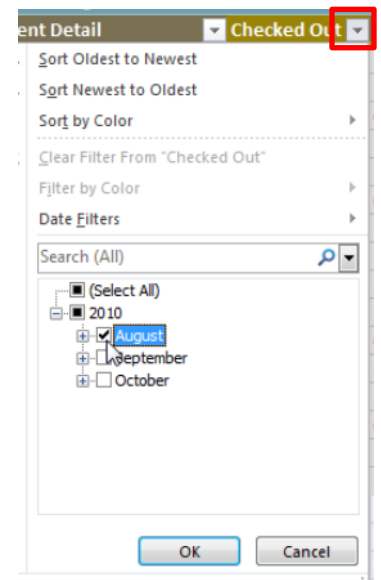 ent Detail Checked Out
Sort Oldest to Newest
Sort Newest to Oldest
Sort by Color
Clear Filter From "Checked Out"
Filter by Color
Date Filters
Search (All)
(Select All)
2010
August
September
October
OK Cancel